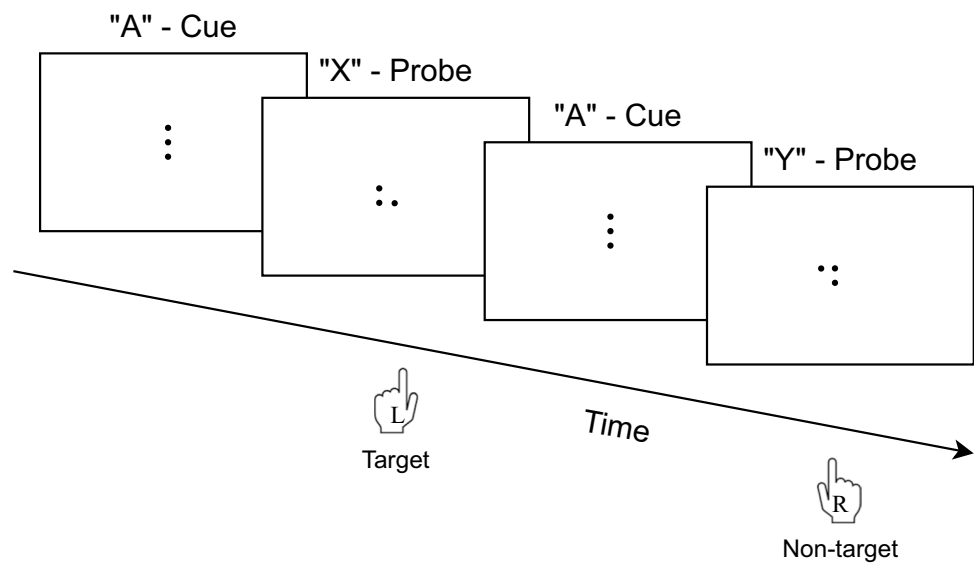 "A" - Cue
"X" - Probe
"A" - Cue
"Y" - Probe
L
Target
Time
R
Non-target